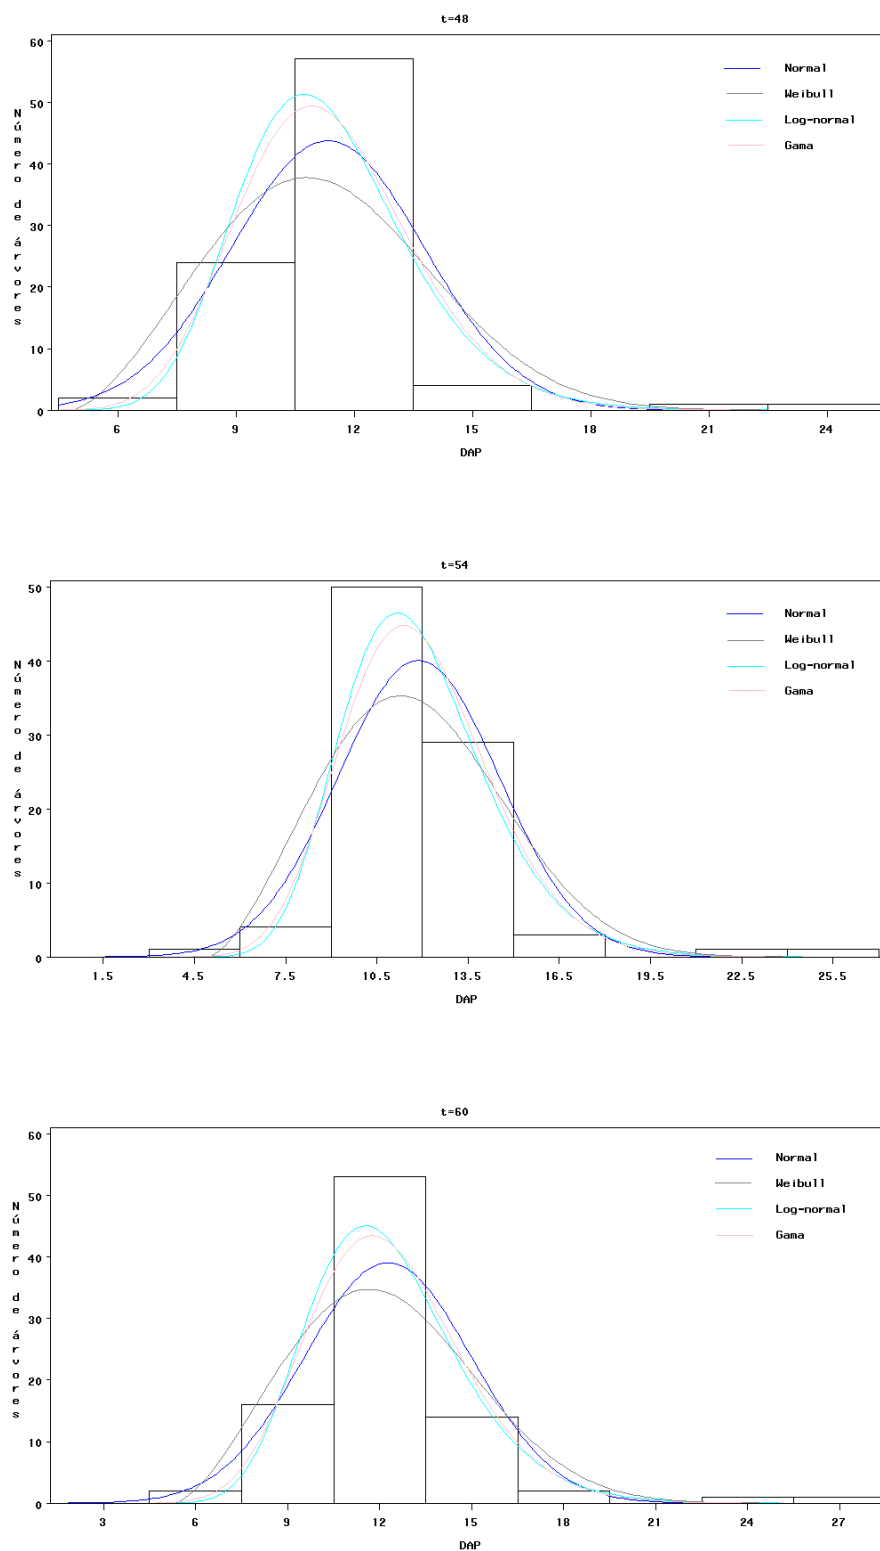 t=48
60
50
40
30
20
10
0
Número de árvores
Normal
Weibull
Log-normal
Gama
6 9 12 15 18 21 24
DAP
t=54
50
40
30
20
10
0
Número de árvores
Normal
Weibull
Log-normal
Gama
1.5 4.5 7.5 10.5 13.5 16.5 19.5 22.5 25.5
DAP
t=60
60
50
40
30
20
10
0
Número de árvores
Normal
Weibull
Log-normal
Gama
3 6 9 12 15 18 21 24 27
DAP